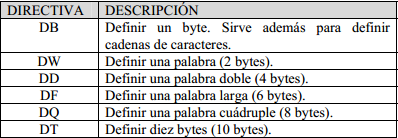 DIRECTIVA DESCRIPCIÓN
DB Definir un byte. Sirve además para definir
cadenas de caracteres.
DW Definir una palabra (2 bytes).
DD Definir una palabra doble (4 bytes).
DF Definir una palabra larga (6 bytes).
DQ Definir una palabra cuádruple (8 bytes).
DT Definir diez bytes (10 bytes).